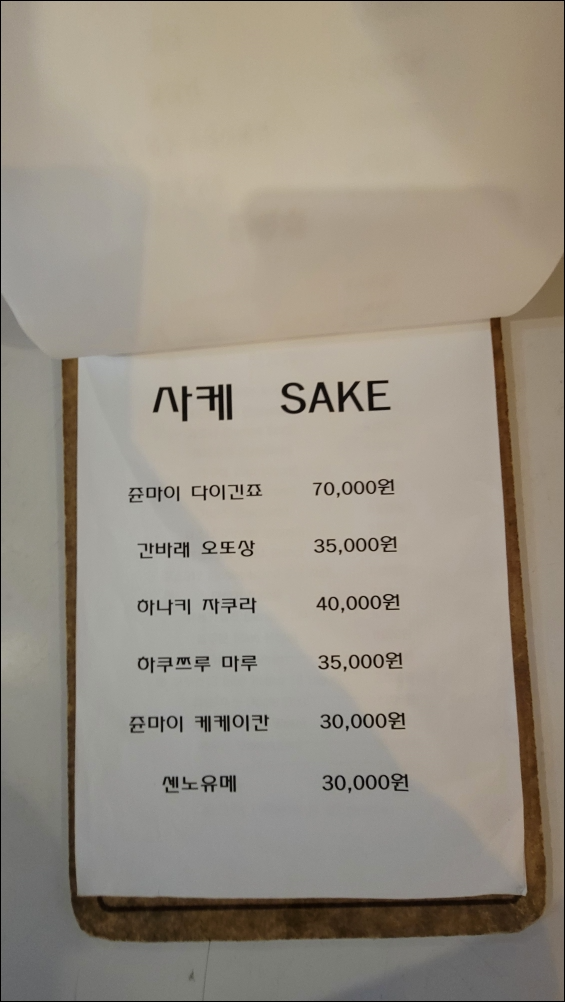 사케 SAKE
쥰마이 다이긴죠 70,000원
간바래 오또상 35,000원
하나키 자쿠라 40,000원
하쿠쯔루 마루 35,000원
쥰마이 케케이칸 30,000원
센노유메 30,000원